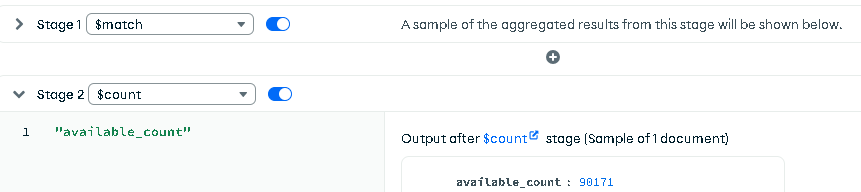 Stage 1 $match A sample of the aggregated results from this stage will be shown below.
Stage 2 $count
1 "available_count"
Output after $count stage (Sample of 1 document)
available_count : 90171